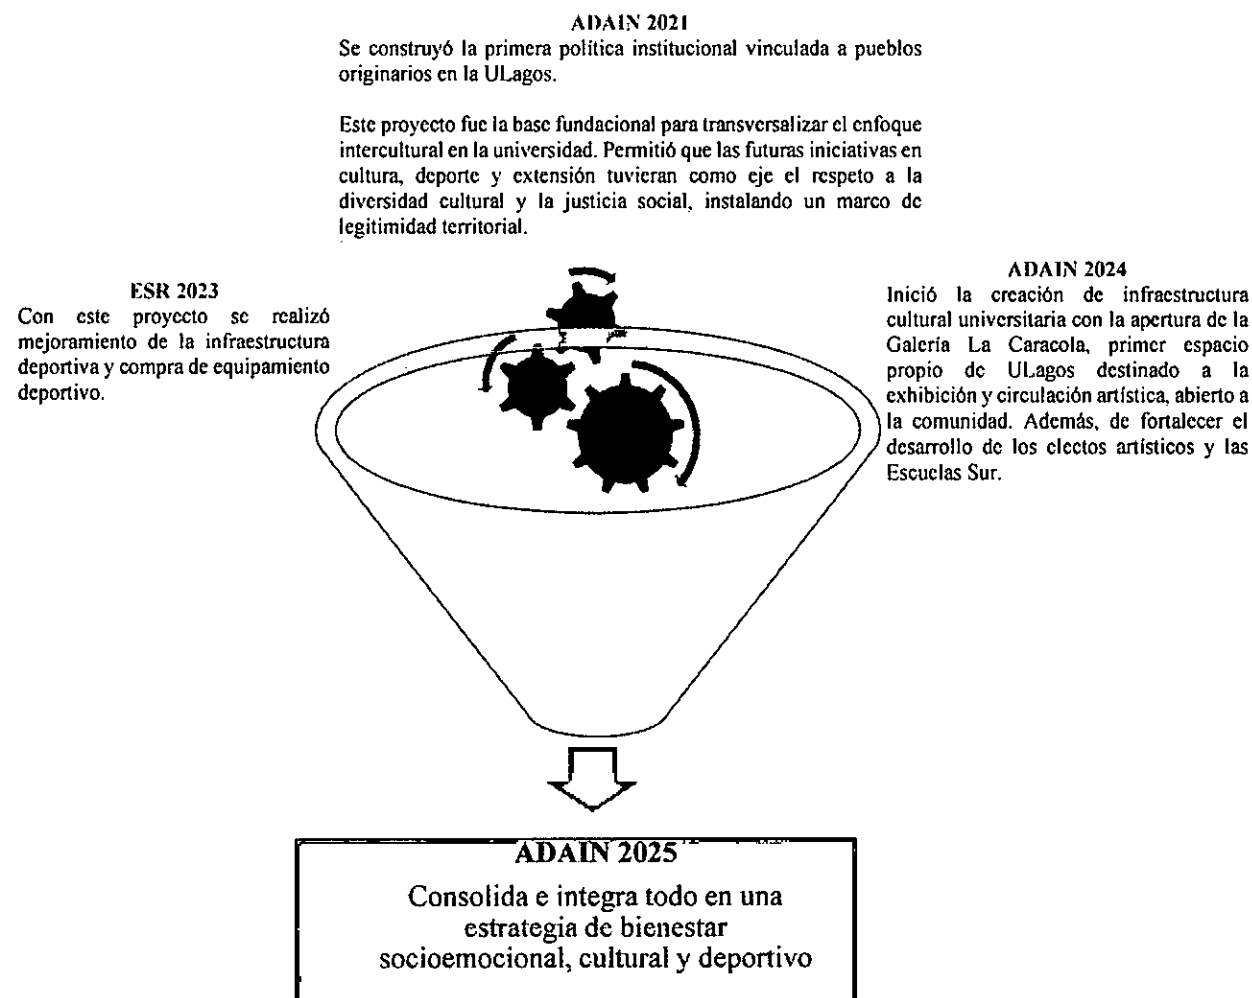 ADAIN 2021
Se construyó la primera política institucional vinculada a pueblos
originarios en la ULagos.
Este proyecto fue la base fundacional para transversalizar el enfoque
intercultural en la universidad. Permitió que las futuras iniciativas en
cultura, deporte y extensión tuvieran como eje el respeto a la
diversidad cultural y la justicia social, instalando un marco de
legitimidad territorial.
ESR 2023
Con este proyecto se realizó
mejoramiento de la infraestructura
deportiva y compra de equipamiento
deportivo.
ADAIN 2024
Inició la creación de infraestructura
cultural universitaria con la apertura de la
Galería La Caracola, primer espacio
propio de ULagos destinado a la
exhibición y circulación artística, abierto a
la comunidad. Además, de fortalecer el
desarrollo de los electos artísticos y las
Escuelas Sur.
ADAIN 2025
Consolida e integra todo en una
estrategia de bienestar
socioemocional, cultural y deportivo